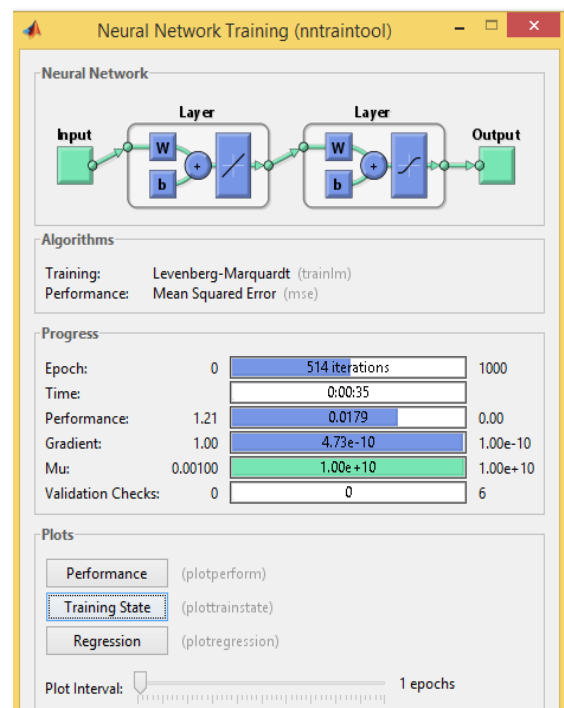 Neural Network Training (nntraintool)
Neural Network
Layer
Layer
Input
Output
W
W
+
+
b
b
Algorithms
Training: Levenberg-Marquardt (trainlm)
Performance: Mean Squared Error (mse)
Progress
Epoch: 0 514 iterations 1000
Time: 0:00:35
Performance: 1.21 0.0179 0.00
Gradient: 1.00 4.73e-10 1.00e-10
Mu: 0.00100 1.00e+10 1.00e+10
Validation Checks: 0 0 6
Plots
Performance (plotperform)
Training State (plottrainstate)
Regression (plotregression)
Plot Interval: 1 epochs